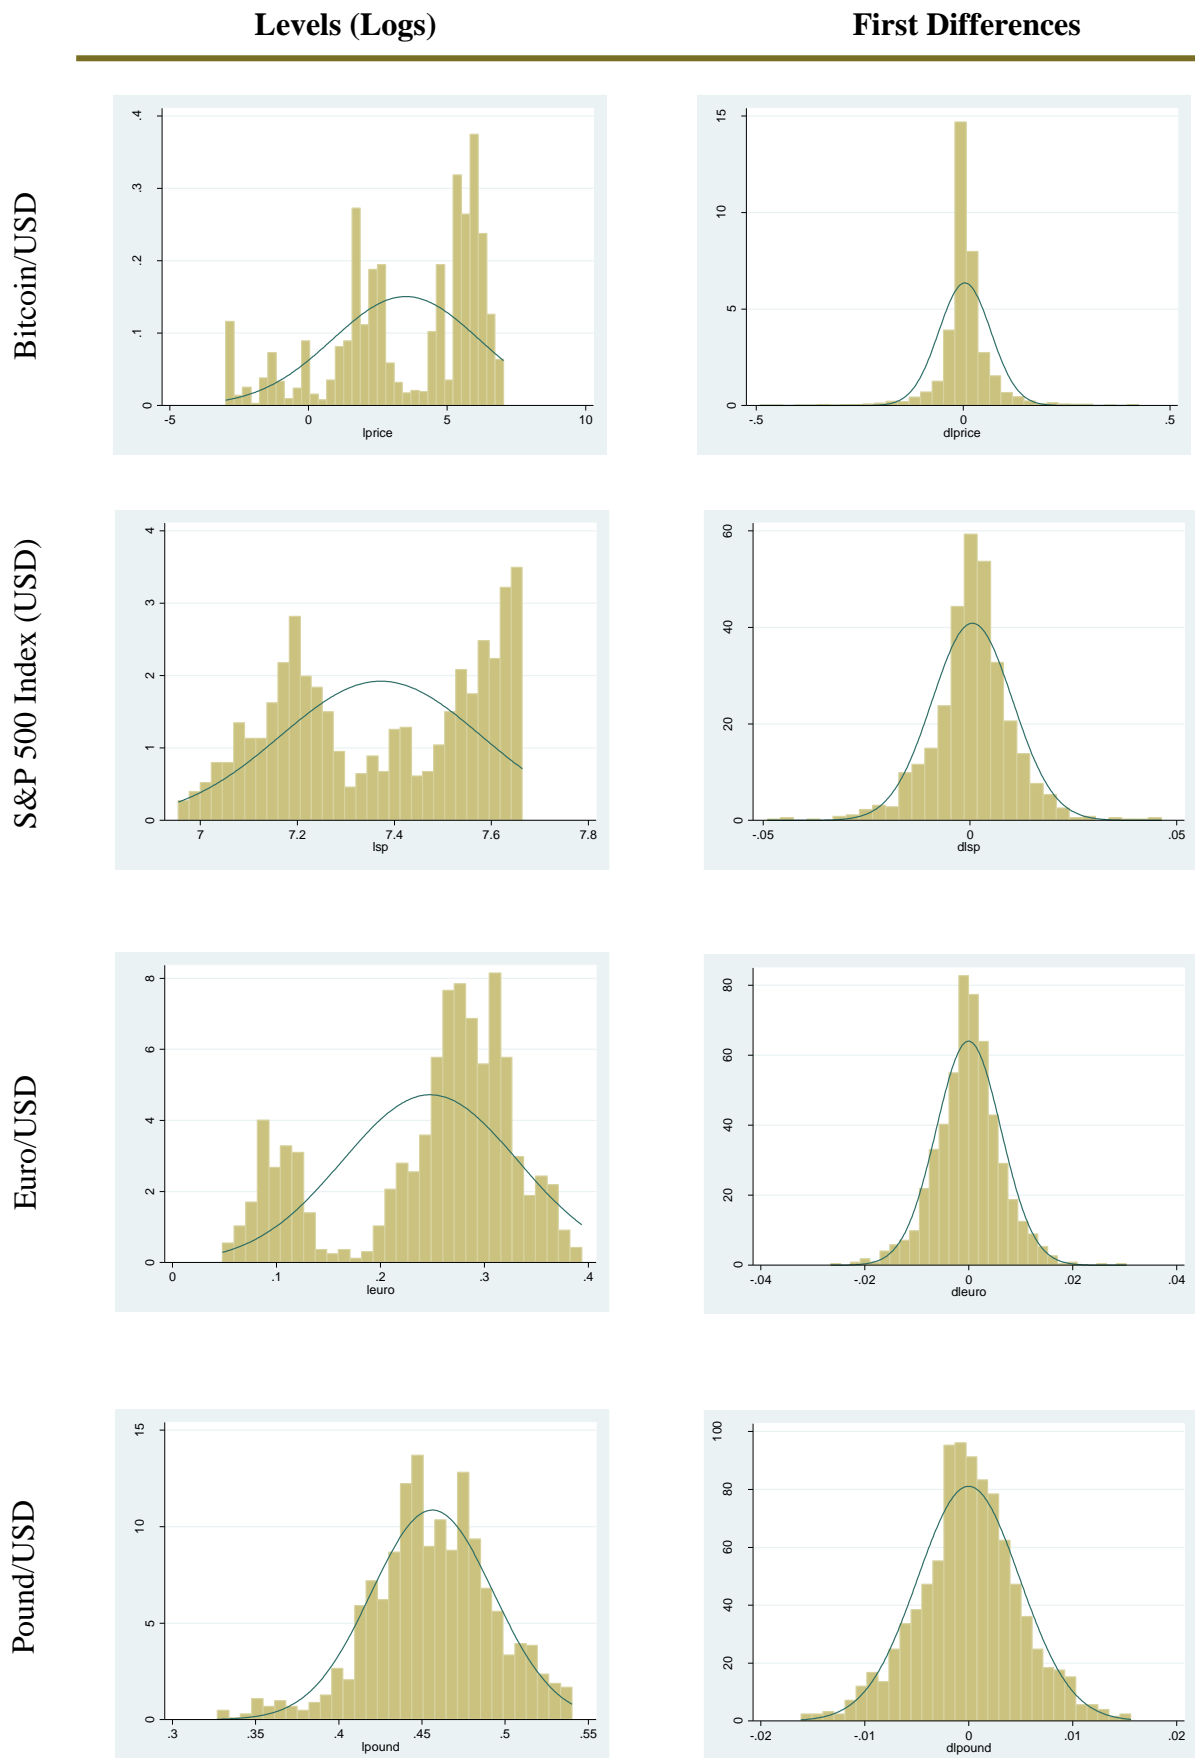 Levels (Logs)
First Differences
Bitcoin/USD
0 .1 .2 .3 .4
-5 0 5 10
lprice
0 5 10 15
-.5 0 .5
dlprice
S&P 500 Index (USD)
0 1 2 3 4
7 7.2 7.4 7.6 7.8
lsp
0 20 40 60
-.05 0 .05
dlsp
Euro/USD
0 2 4 6 8
0 .1 .2 .3 .4
leuro
0 20 40 60 80
-.04 -.02 0 .02 .04
dleuro
Pound/USD
0 5 10 15
.3 .35 .4 .45 .5 .55
lpound
0 20 40 60 80 100
-.02 -.01 0 .01 .02
dlpound